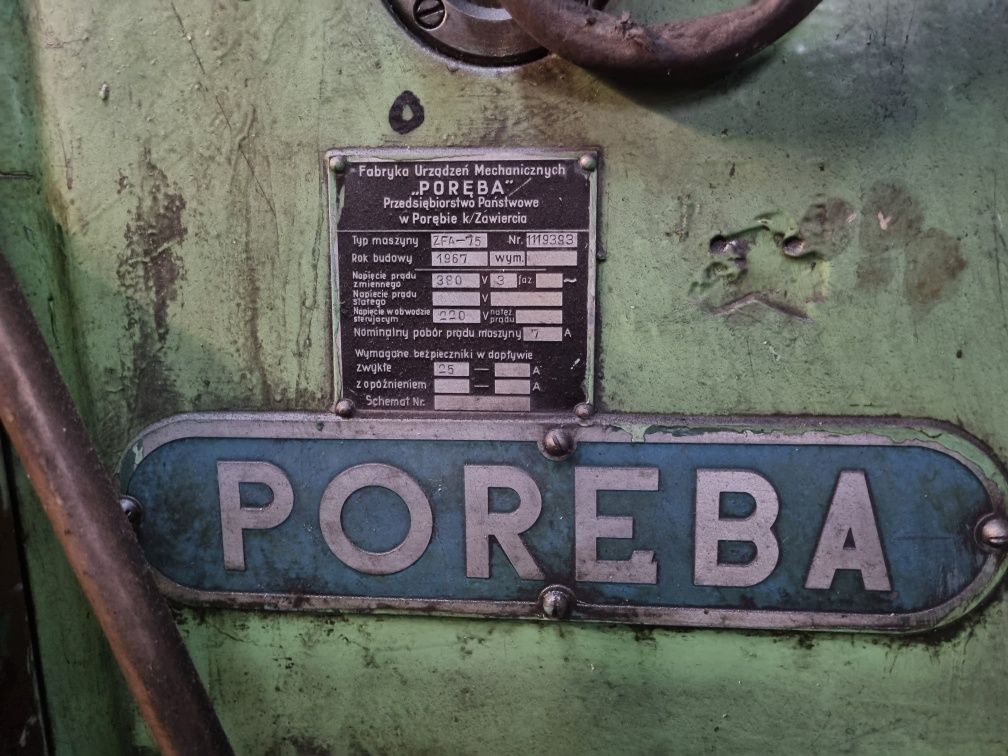 Fabryka Urządzeń Mechanicznych
„PORĘBA"
Przedsiębiorstwo Państwowe
w Porębie k/Zawiercia
Typ maszyny ZFA-75 Nr. 1119393
Rok budowy 1967 wym.
Napięcie prądu zmiennego 380 V 3 faz ~
Napięcie prądu stałego V
Napięcie w obwodzie sterującym 220 V natęż. prądu
Nominalny pobór prądu maszyny 7 A
Wymagane bezpieczniki w dopływie
zwykłe 25 — A
z opóźnieniem — A
Schemat Nr.
PORĘBA